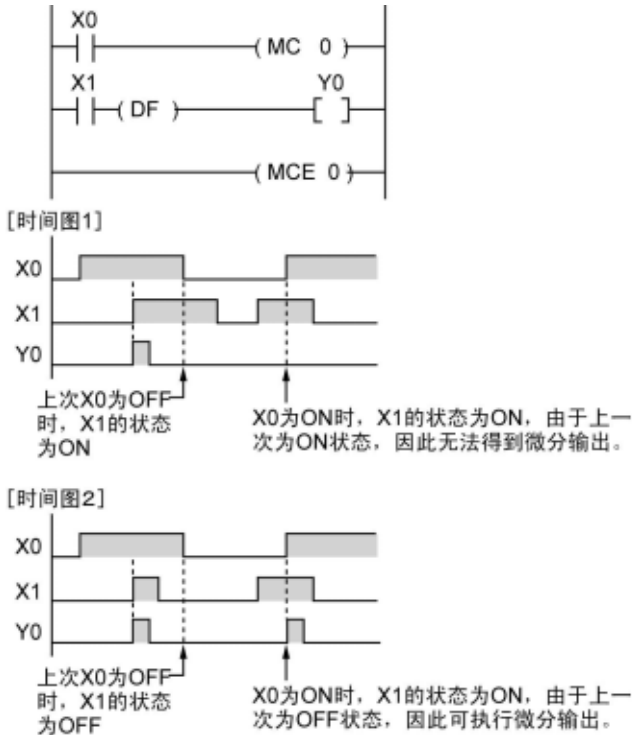 X0
( MC 0 )
X1
( DF )
Y0
[ ]
( MCE 0 )
[时间图1]
X0
X1
Y0
上次X0为OFF
时，X1的状态
为ON
X0为ON时，X1的状态为ON，由于上一
次为ON状态，因此无法得到微分输出。
[时间图2]
X0
X1
Y0
上次X0为OFF
时，X1的状态
为OFF
X0为ON时，X1的状态为ON，由于上一
次为OFF状态，因此可执行微分输出。